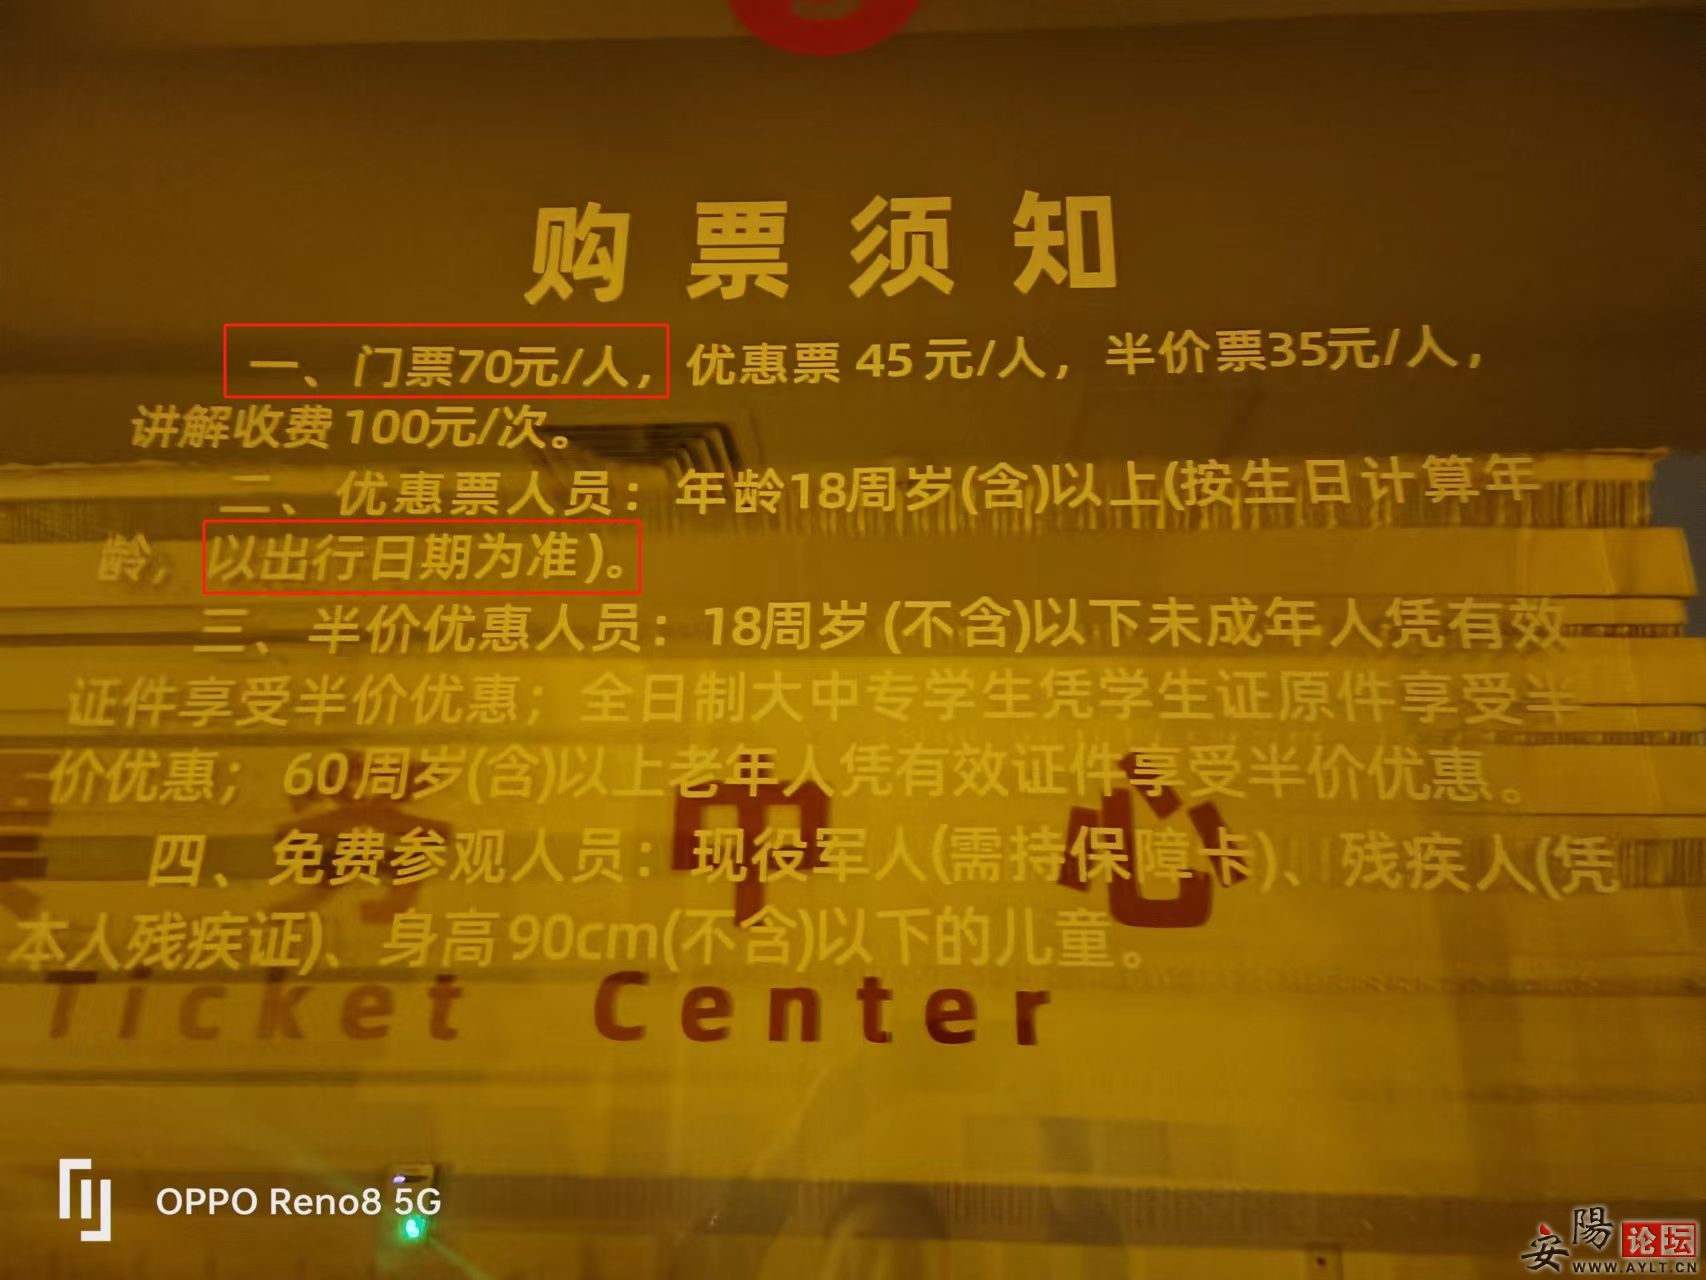 购票须知
一、门票70元/人，优惠票 45 元/人，半价票35元/人，
讲解收费 100元/次。
二、优惠票人员：年龄18周岁(含)以上(按生日计算年
龄，以出行日期为准)。
三、半价优惠人员：18周岁 (不含)以下未成年人凭有效
证件享受半价优惠；全日制大中专学生凭学生证原件享受半
价优惠；60周岁(含)以上老年人凭有效证件享受半价优惠。
四、免费参观人员：现役军人(需持保障卡)、残疾人(凭
本人残疾证)、身高90cm(不含)以下的儿童。
务中心
Ticket Center
OPPO Reno8 5G
安陽论坛
WWW.AYLT.CN